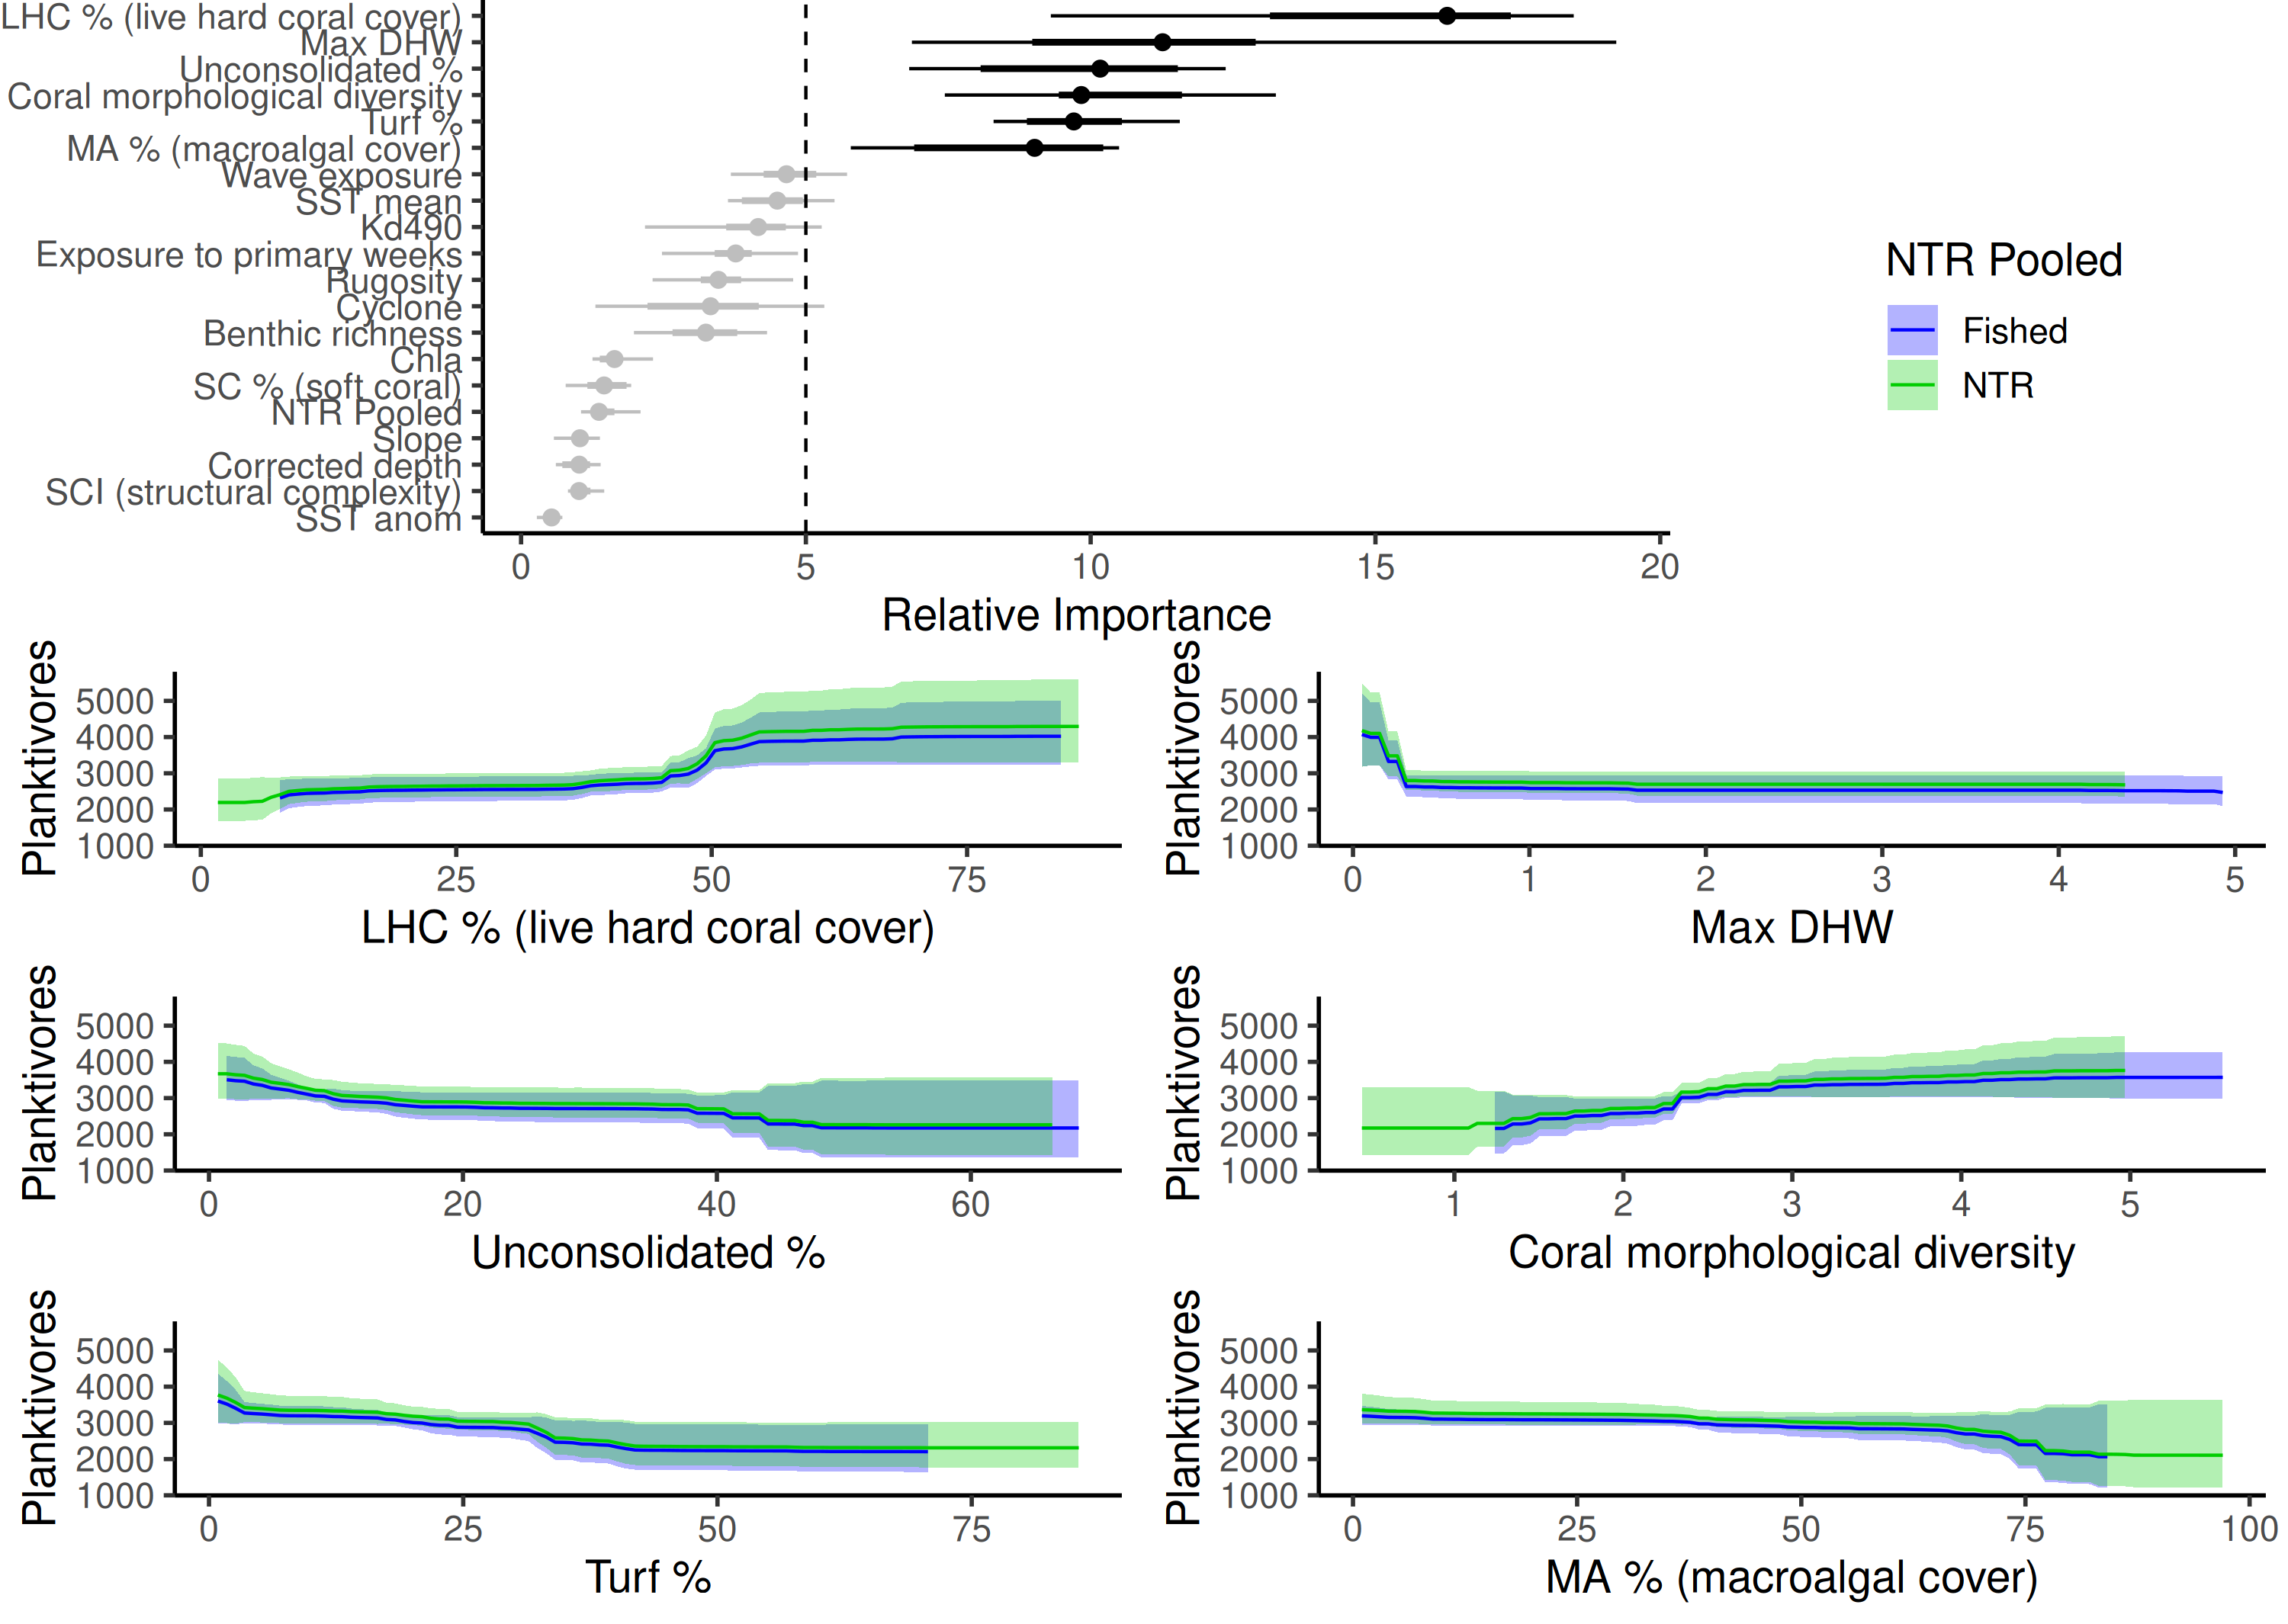 LHC % (live hard coral cover)
Max DHW
Unconsolidated %
Coral morphological diversity
Turf %
MA % (macroalgal cover)
Wave exposure
SST mean
Kd490
Exposure to primary weeks
Rugosity
Cyclone
Benthic richness
Chla
SC % (soft coral)
NTR Pooled
Slope
Corrected depth
SCI (structural complexity)
SST anom
0 5 10 15 20
Relative Importance
NTR Pooled
Fished
NTR
Planktivores
5000
4000
3000
2000
1000
0 25 50 75
LHC % (live hard coral cover)
Planktivores
5000
4000
3000
2000
1000
0 1 2 3 4 5
Max DHW
Planktivores
5000
4000
3000
2000
1000
0 20 40 60
Unconsolidated %
Planktivores
5000
4000
3000
2000
1000
1 2 3 4 5
Coral morphological diversity
Planktivores
5000
4000
3000
2000
1000
0 25 50 75
Turf %
Planktivores
5000
4000
3000
2000
1000
0 25 50 75 100
MA % (macroalgal cover)